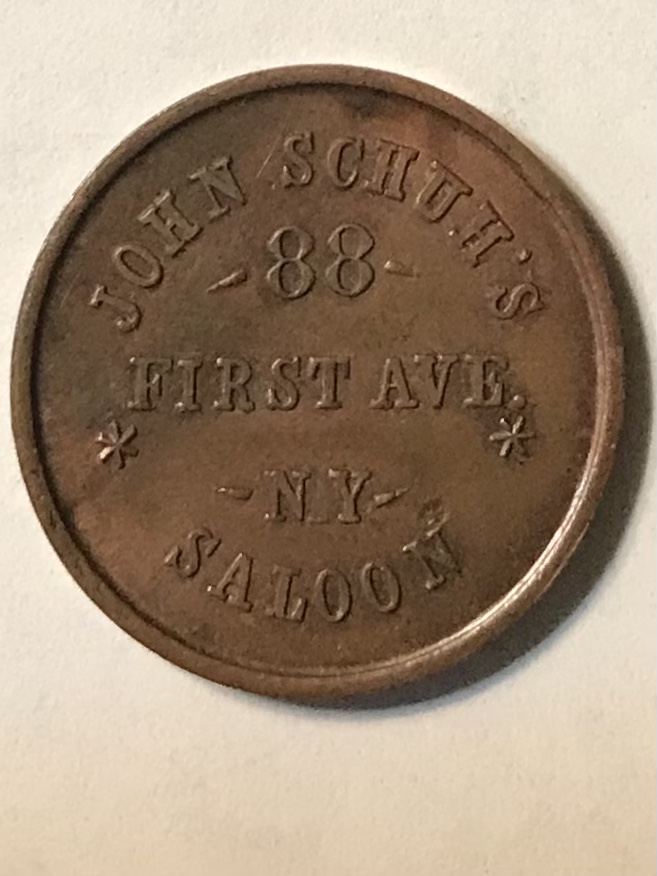 JOHN SCHUH'S
- 88 -
FIRST AVE.
* *
- N Y -
SALOON